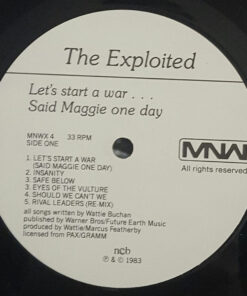 The Exploited
Let's start a war . . .
Said Maggie one day
MNWX 4 33 RPM
SIDE ONE
MNW
All rights reserved
1. LET'S START A WAR
(SAID MAGGIE ONE DAY)
2. INSANITY
3. SAFE BELOW
3. EYES OF THE VULTURE
4. SHOULD WE CAN'T WE
5. RIVAL LEADERS (RE-MIX)
all songs written by Wattie Buchan
published by Warner Bros/Future Earth Music
produced by Wattie/Marcus Featherby
licensed from PAX/GRAMM
ncb
℗ & © 1983